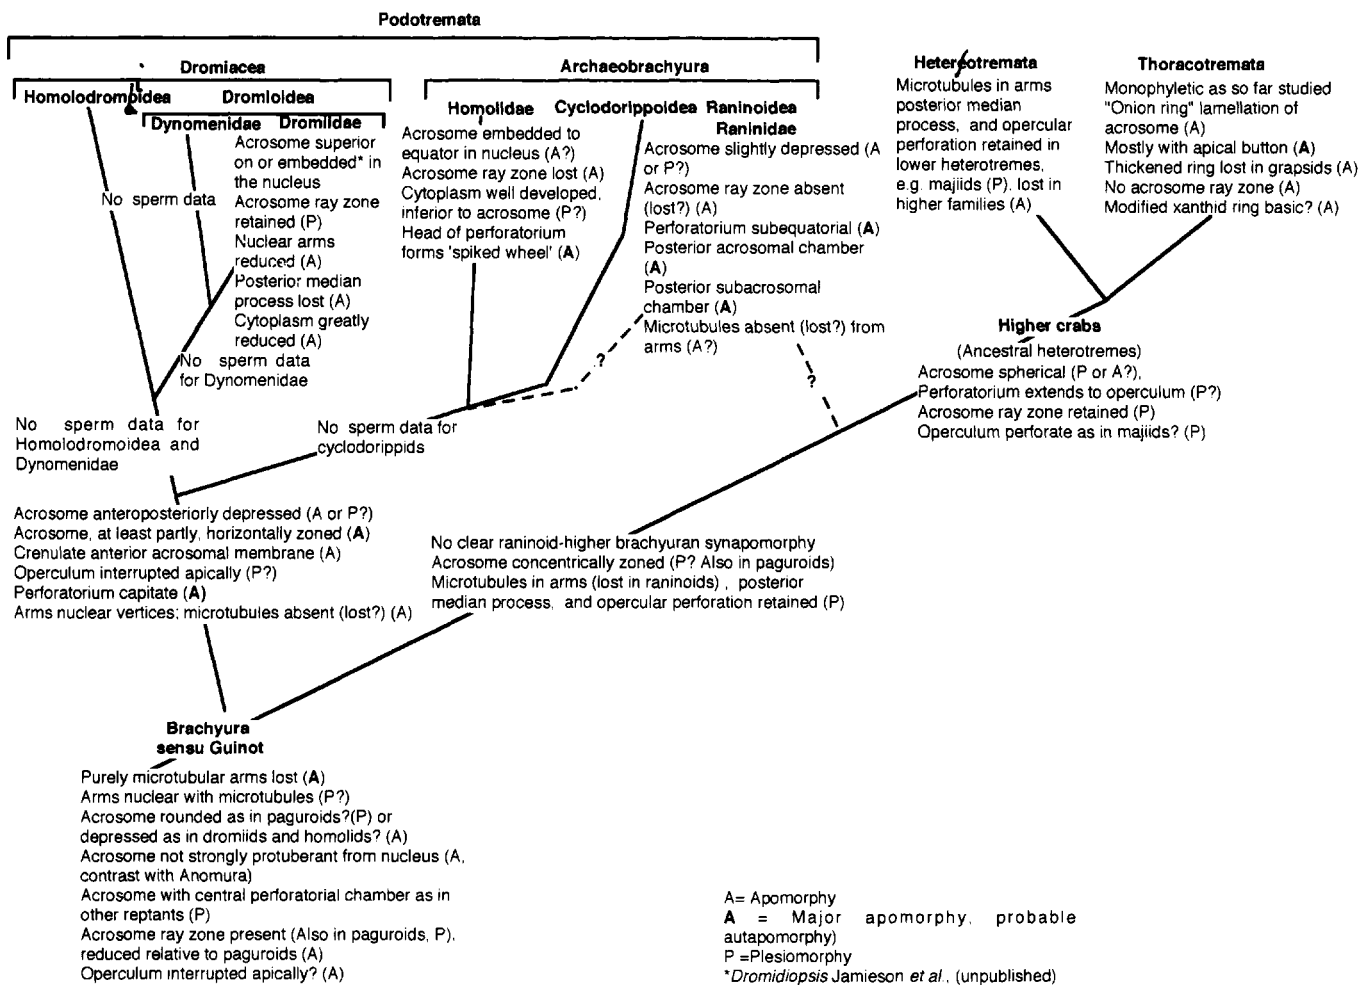 Podotremata
Dromiacea
Archaeobrachyura
Heterotremata
Thoracotremata
Homolodromoidea
Dromioidea
Dynomenidae
Dromiidae
Homolidae
Cyclodorippoidea
Raninoidea
Raninidae
Acrosome superior
on or embedded* in
the nucleus
Acrosome ray zone
retained (P)
Nuclear arms
reduced (A)
Posterior median
process lost (A)
Cytoplasm greatly
reduced (A)
No sperm data
No sperm data
for Dynomenidae
Acrosome embedded to
equator in nucleus (A?)
Acrosome ray zone lost (A)
Cytoplasm well developed,
inferior to acrosome (P?)
Head of perforatorium
forms 'spiked wheel' (A)
Acrosome slightly depressed (A
or P?)
Acrosome ray zone absent
(lost?) (A)
Perforatorium subequatorial (A)
Posterior acrosomal chamber
(A)
Posterior subacrosomal
chamber (A)
Microtubules absent (lost?) from
arms (A?)
?
?
Microtubules in arms
posterior median
process, and opercular
perforation retained in
lower heterotremes,
e.g. majiids (P), lost in
higher families (A)
Monophyletic as so far studied
"Onion ring" lamellation of
acrosome (A)
Mostly with apical button (A)
Thickened ring lost in grapsids (A)
No acrosome ray zone (A)
Modified xanthid ring basic? (A)
Higher crabs
(Ancestral heterotremes)
Acrosome spherical (P or A?),
Perforatorium extends to operculum (P?)
Acrosome ray zone retained (P)
Operculum perforate as in majiids? (P)
No sperm data for
Homolodromoidea and
Dynomenidae
No sperm data for
cyclodorippids
Acrosome anteroposteriorly depressed (A or P?)
Acrosome, at least partly, horizontally zoned (A)
Crenulate anterior acrosomal membrane (A)
Operculum interrupted apically (P?)
Perforatorium capitate (A)
Arms nuclear vertices; microtubules absent (lost?) (A)
No clear raninoid-higher brachyuran synapomorphy
Acrosome concentrically zoned (P? Also in paguroids)
Microtubules in arms (lost in raninoids) , posterior
median process, and opercular perforation retained (P)
Brachyura
sensu Guinot
Purely microtubular arms lost (A)
Arms nuclear with microtubules (P?)
Acrosome rounded as in paguroids?(P) or
depressed as in dromiids and homolids? (A)
Acrosome not strongly protuberant from nucleus (A,
contrast with Anomura)
Acrosome with central perforatorial chamber as in
other reptants (P)
Acrosome ray zone present (Also in paguroids, P),
reduced relative to paguroids (A)
Operculum interrupted apically? (A)
A= Apomorphy
A = Major apomorphy, probable
autapomorphy)
P =Plesiomorphy
*Dromidiopsis Jamieson et al., (unpublished)